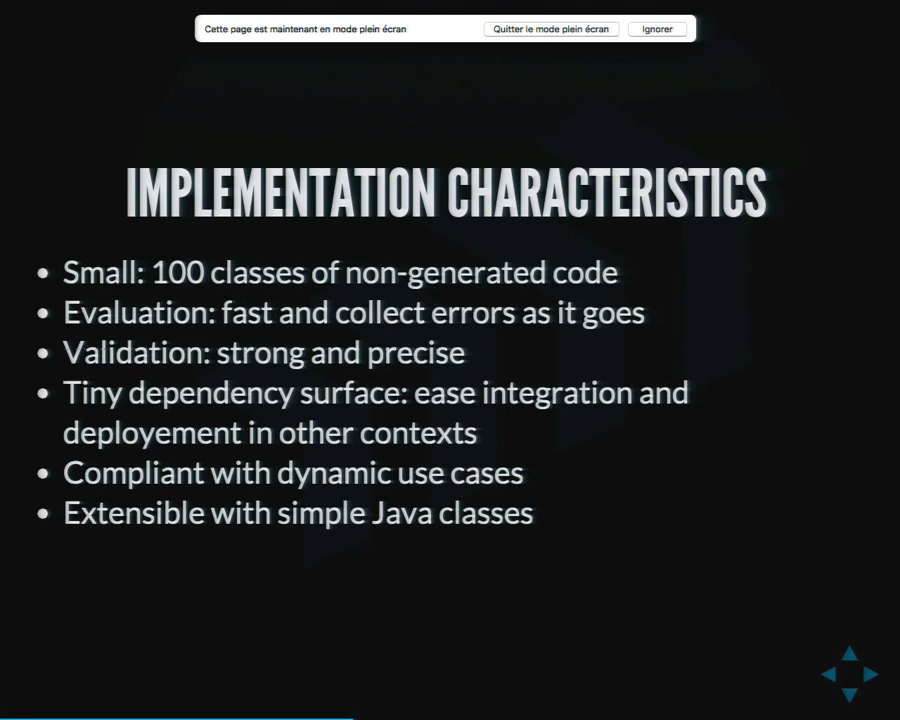 Cette page est maintenant en mode plein écran
Quitter le mode plein écran
Ignorer
IMPLEMENTATION CHARACTERISTICS
• Small: 100 classes of non-generated code
• Evaluation: fast and collect errors as it goes
• Validation: strong and precise
• Tiny dependency surface: ease integration and
deployement in other contexts
• Compliant with dynamic use cases
• Extensible with simple Java classes